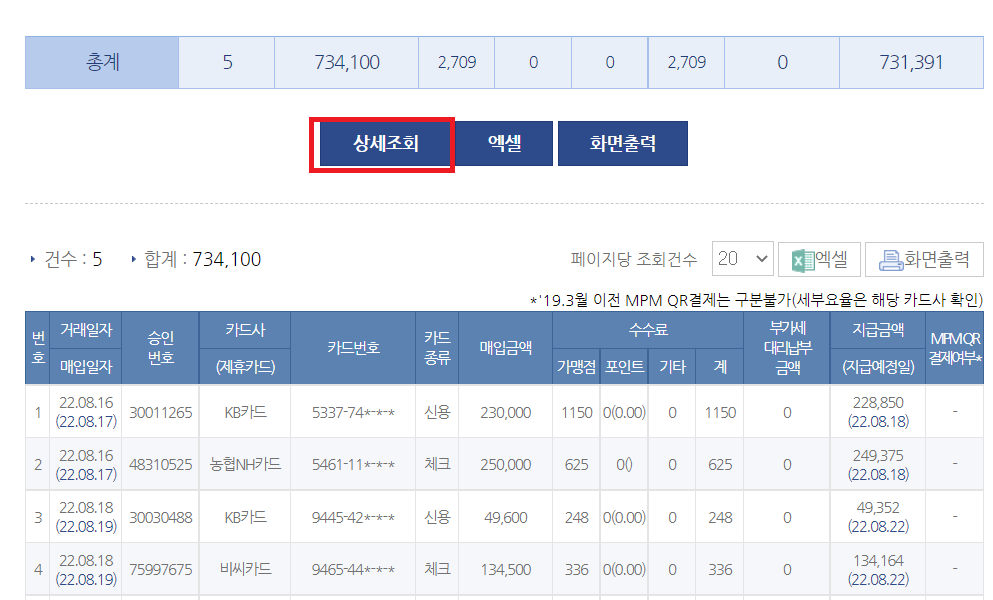 총계 5 734,100 2,709 0 0 2,709 0 731,391
상세조회 엑셀 화면출력
건수 : 5 합계 : 734,100 페이지당 조회건수 20 엑셀 화면출력
*'19.3월 이전 MPM QR결제는 구분불가(세부요율은 해당 카드사 확인)
번호 거래일자 매입일자 승인번호 카드사 (제휴카드) 카드번호 카드종류 매입금액 수수료 가맹점 포인트 기타 계 부가세 대리납부 금액 지급금액 (지급예정일) MPM QR 결제여부*
1 22.08.16 (22.08.17) 30011265 KB카드 5337-74*-*-* 신용 230,000 1150 0(0.00) 0 1150 0 228,850 (22.08.18) -
2 22.08.16 (22.08.17) 48310525 농협NH카드 5461-11*-*-* 체크 250,000 625 0() 0 625 0 249,375 (22.08.18) -
3 22.08.18 (22.08.19) 30030488 KB카드 9445-42*-*-* 신용 49,600 248 0(0.00) 0 248 0 49,352 (22.08.22) -
4 22.08.18 (22.08.19) 75997675 비씨카드 9465-44*-*-* 체크 134,500 336 0(0.00) 0 336 0 134,164 (22.08.22) -